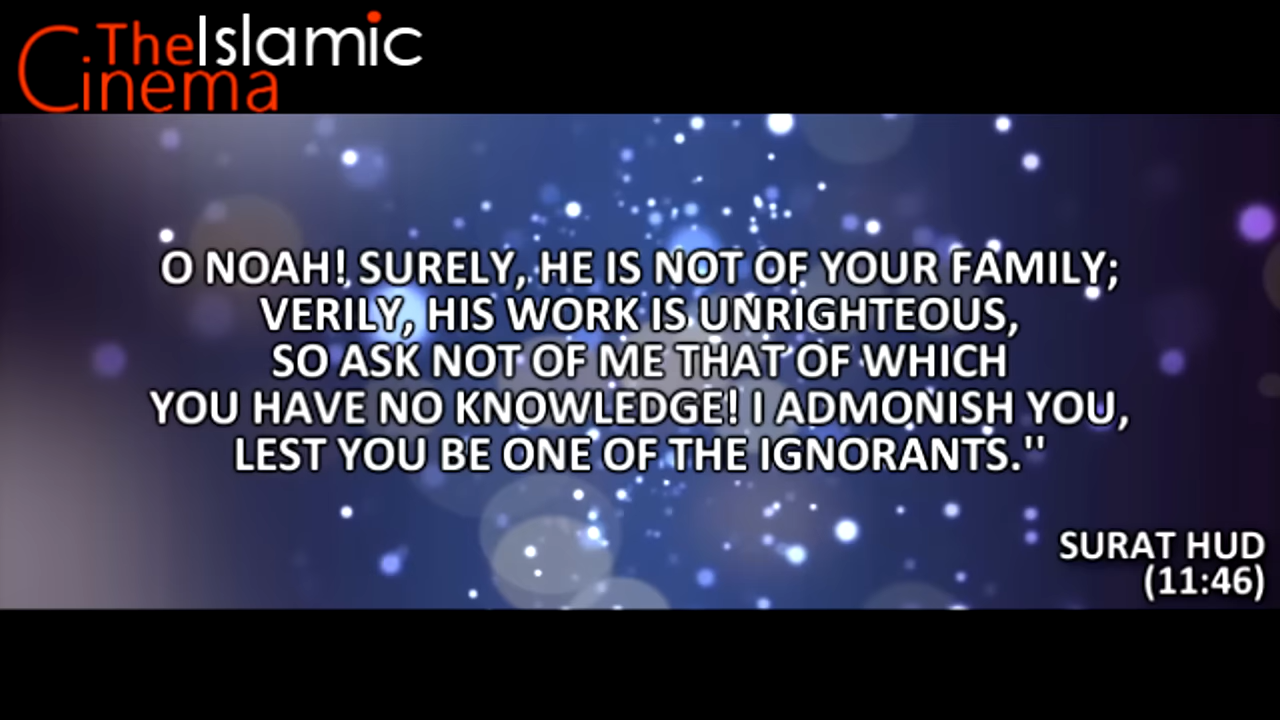 TheIslamic
Cinema
O NOAH! SURELY, HE IS NOT OF YOUR FAMILY;
VERILY, HIS WORK IS UNRIGHTEOUS,
SO ASK NOT OF ME THAT OF WHICH
YOU HAVE NO KNOWLEDGE! I ADMONISH YOU,
LEST YOU BE ONE OF THE IGNORANTS."
SURAT HUD
(11:46)